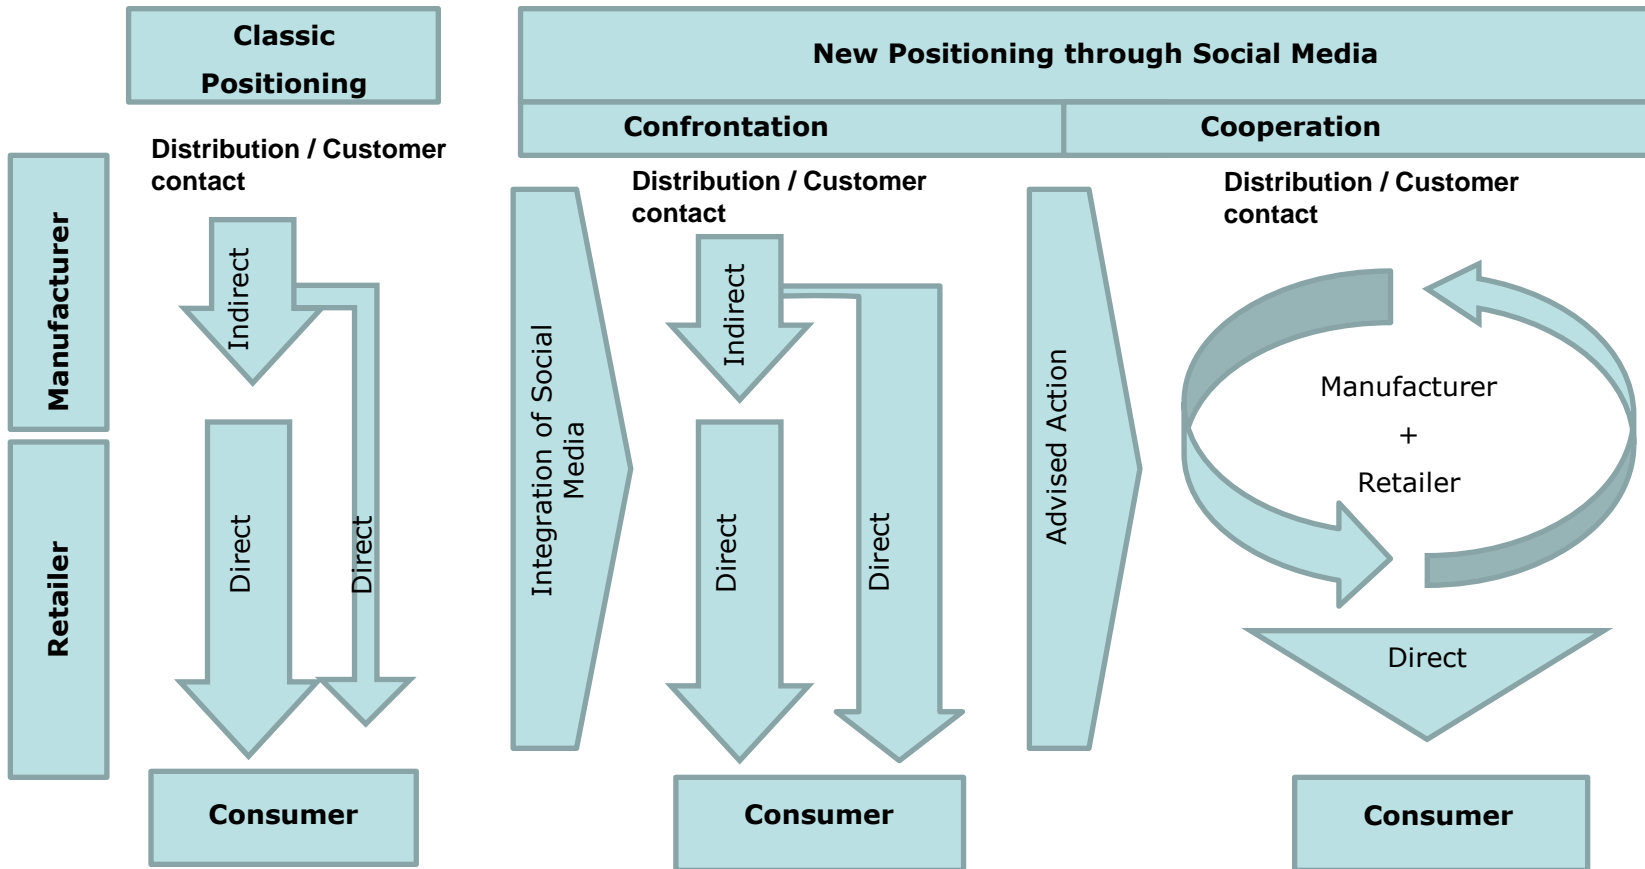 Classic
Positioning
New Positioning through Social Media
Confrontation
Cooperation
Distribution / Customer
contact
Distribution / Customer
contact
Distribution / Customer
contact
Manufacturer
Retailer
Indirect
Direct
Direct
Integration of Social
Media
Indirect
Direct
Direct
Advised Action
Manufacturer
+
Retailer
Direct
Consumer
Consumer
Consumer